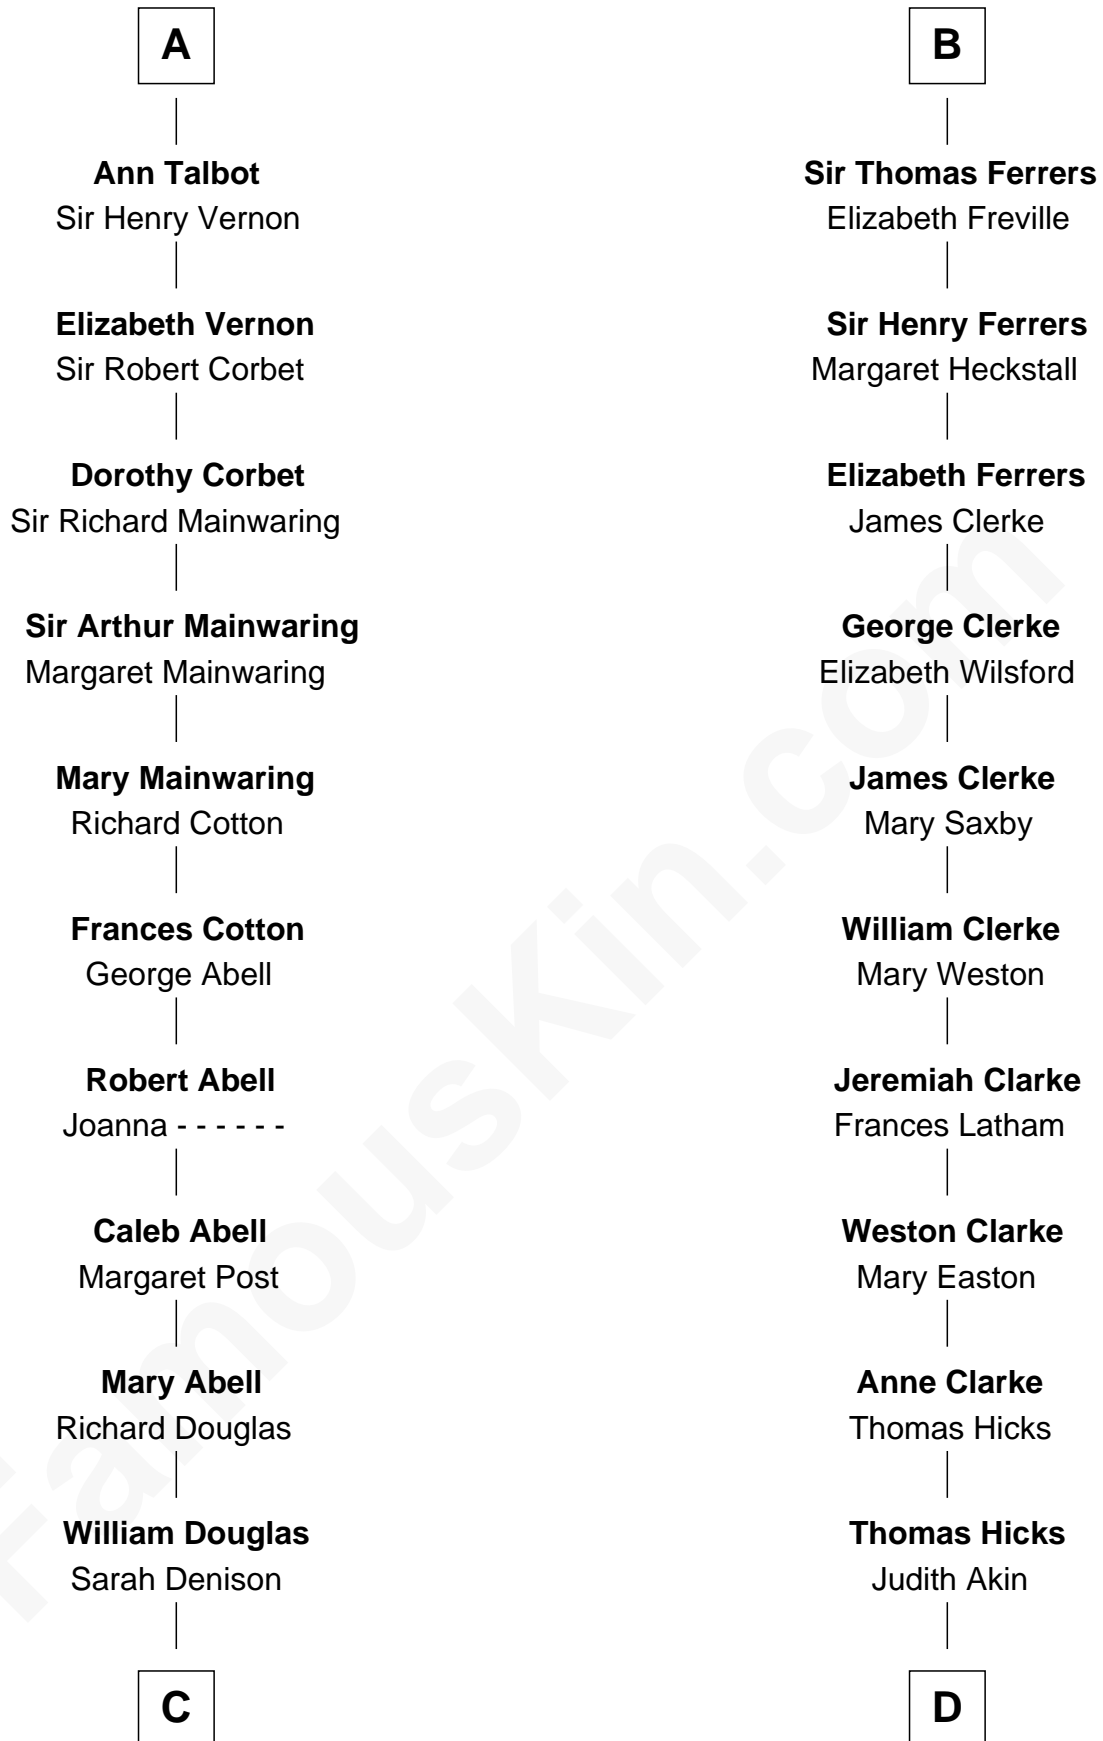 A
Ann Talbot
Sir Henry Vernon
Elizabeth Vernon
Sir Robert Corbet
Dorothy Corbet
Sir Richard Mainwaring
Sir Arthur Mainwaring
Margaret Mainwaring
Mary Mainwaring
Richard Cotton
Frances Cotton
George Abell
Robert Abell
Joanna - - - - - -
Caleb Abell
Margaret Post
Mary Abell
Richard Douglas
William Douglas
Sarah Denison
C
B
Sir Thomas Ferrers
Elizabeth Freville
Sir Henry Ferrers
Margaret Heckstall
Elizabeth Ferrers
James Clerke
George Clerke
Elizabeth Wilsford
James Clerke
Mary Saxby
William Clerke
Mary Weston
Jeremiah Clarke
Frances Latham
Weston Clarke
Mary Easton
Anne Clarke
Thomas Hicks
Thomas Hicks
Judith Akin
D
FamousKin.com